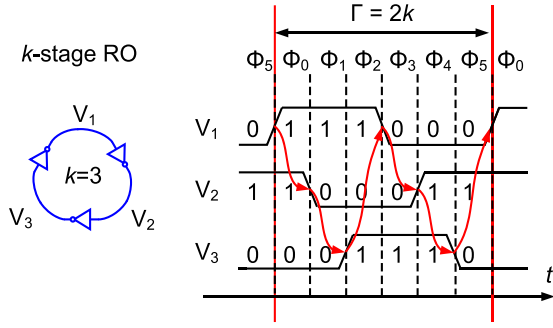 Γ = 2k
k-stage RO
Φ5 Φ0 Φ1 Φ2 Φ3 Φ4 Φ5 Φ0
V1
V1 0 1 1 1 0 0 0
k=3
V2 1 1 0 0 0 1 1
V3 V2
V3 0 0 0 1 1 1 0
t